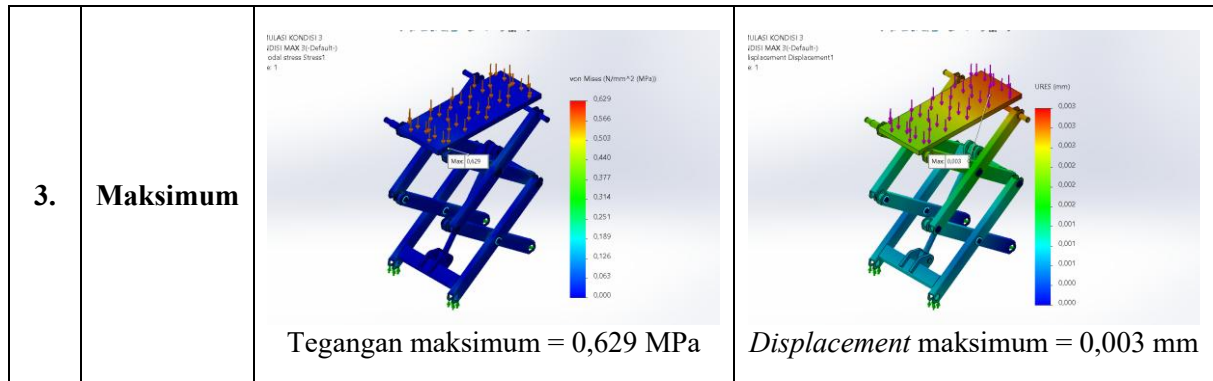 3.
Maksimum
IULASI KONDISI 3
IDISI MAX 3(-Default-)
odal stress Stress1
e: 1
von Mises (N/mm^2 (MPa))
0,629
0,566
0,503
0,440
0,377
0,314
0,251
0,189
0,126
0,063
0,000
Max: 0,629
Tegangan maksimum = 0,629 MPa
IULASI KONDISI 3
IDISI MAX 3(-Default-)
isplacement Displacement1
e: 1
URES (mm)
0,003
0,003
0,003
0,002
0,002
0,002
0,001
0,001
0,001
0,000
0,000
Max: 0,003
Displacement maksimum = 0,003 mm